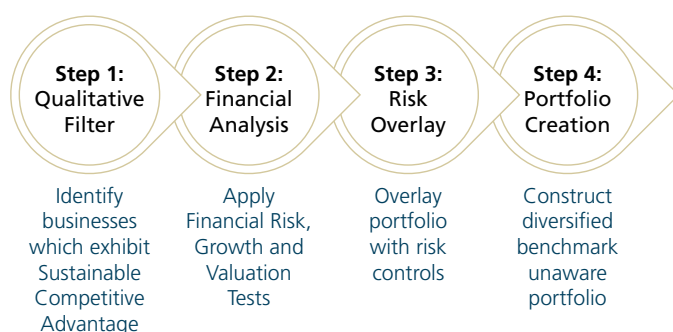 Step 1:
Qualitative
Filter
Identify
businesses
which exhibit
Sustainable
Competitive
Advantage
Step 2:
Financial
Analysis
Apply
Financial Risk,
Growth and
Valuation
Tests
Step 3:
Risk
Overlay
Overlay
portfolio
with risk
controls
Step 4:
Portfolio
Creation
Construct
diversified
benchmark
unaware
portfolio